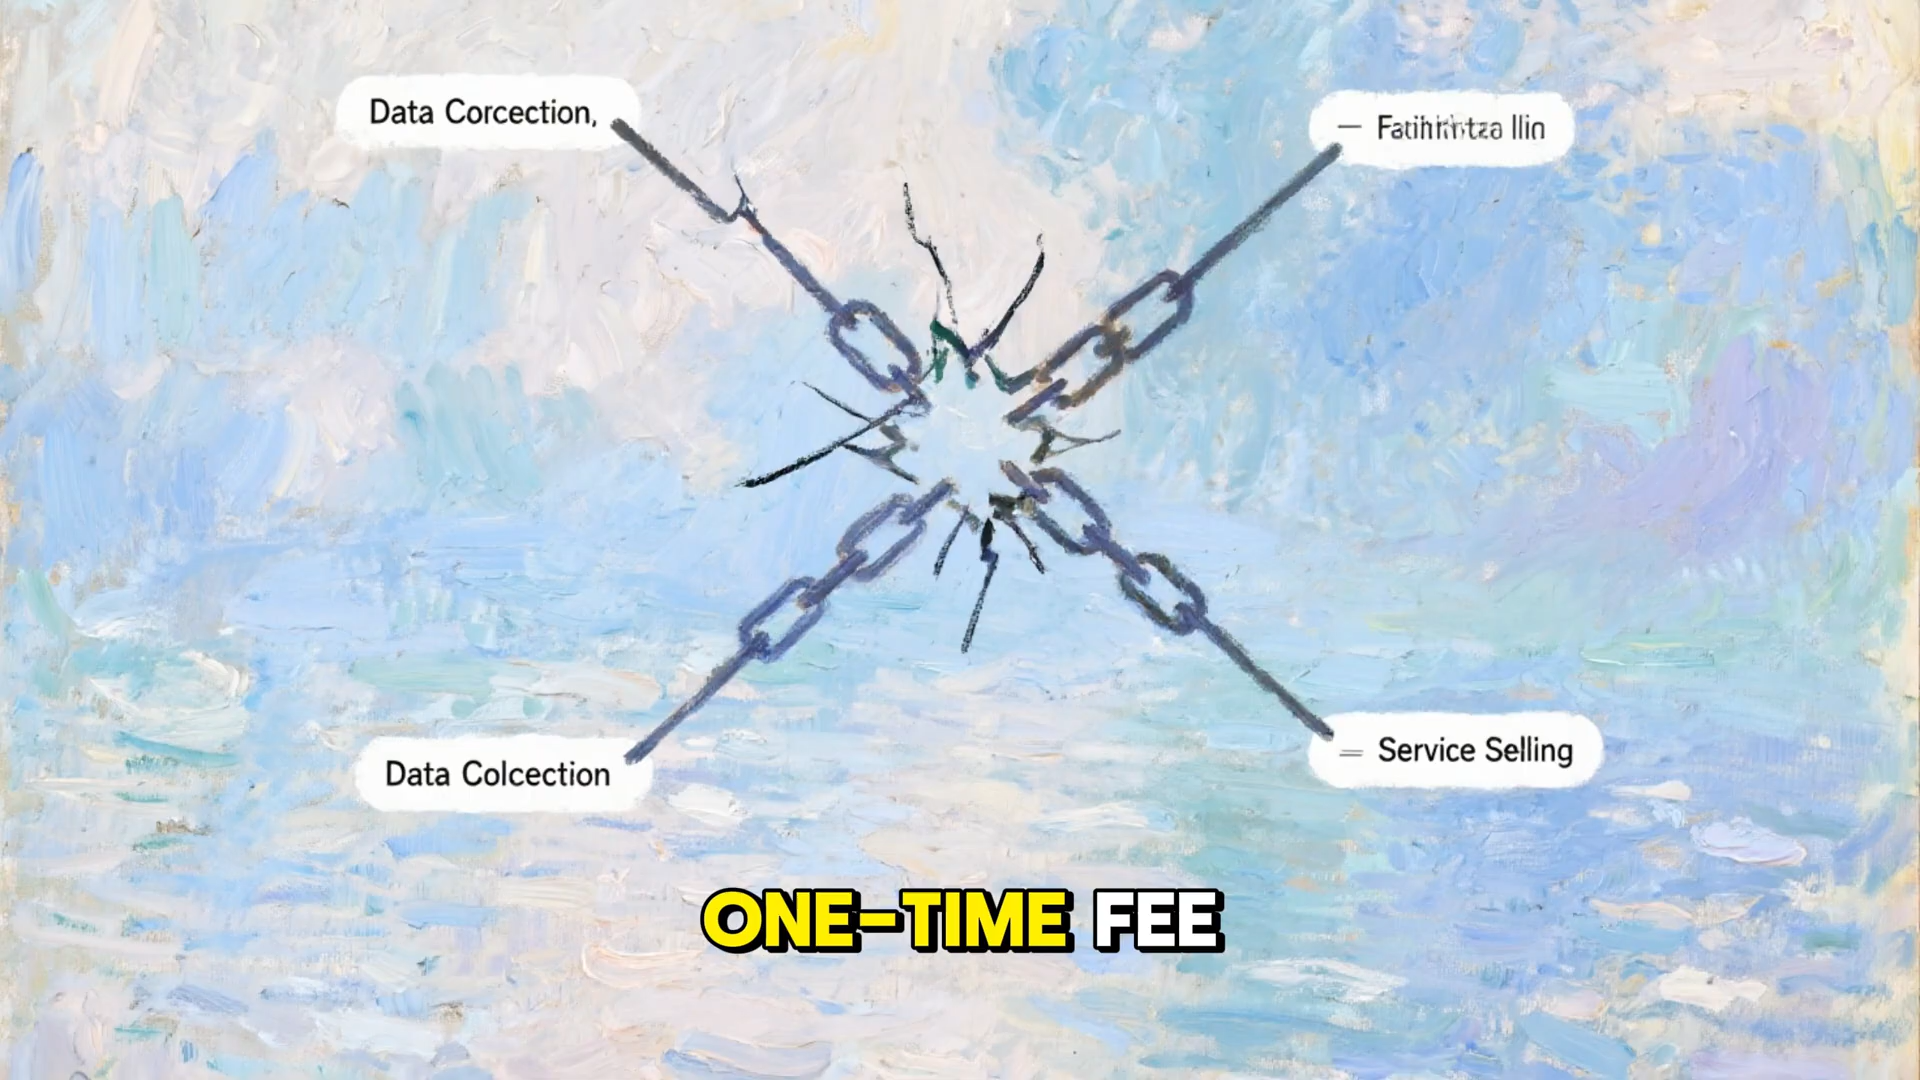 Data Corcection,
Data Colcection
= Service Selling
ONE-TIME FEE